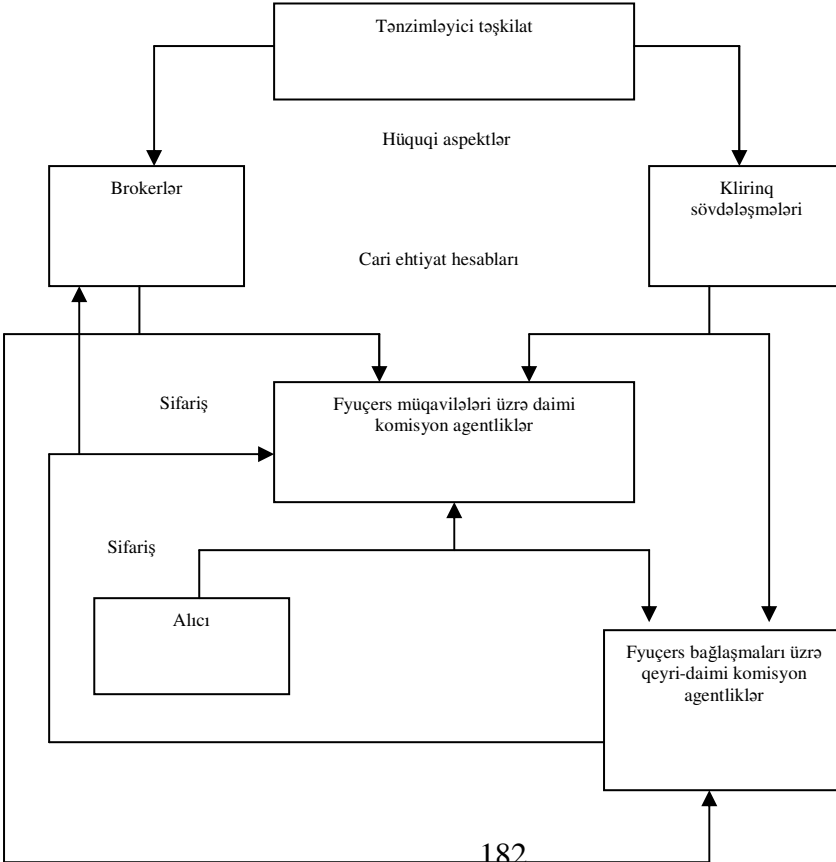 Tənzimləyici təşkilat
Hüquqi aspektlər
Brokerlər
Klirinq
sövdələşmələri
Cari ehtiyat hesabları
Sifariş
Fyuçers müqavilələri üzrə daimi
komisyon agentliklər
Sifariş
Alıcı
Fyuçers bağlaşmaları üzrə
qeyri-daimi komisyon
agentliklər
182